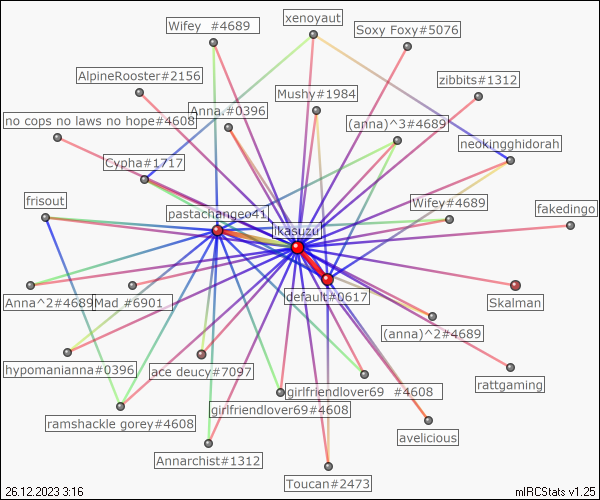 Wifey #4689
xenoyaut
Soxy Foxy#5076
AlpineRooster#2156
zibbits#1312
Mushy#1984
no cops no laws no hope#4608
Anna.#0396
(anna)^3#4689
neokingghidorah
Cypha#1717
frisout
pastachangeo41
Wifey#4689
fakedingo
ikasuzu
Anna^2#4689
Mad #6901
default#0617
Skalman
(anna)^2#4689
hypomanianna#0396
ace deucy#7097
girlfriendlover69 #4608
rattgaming
girlfriendlover69#4608
ramshackle gorey#4608
avelicious
Annarchist#1312
Toucan#2473
26.12.2023 3:16
mIRCStats v1.25